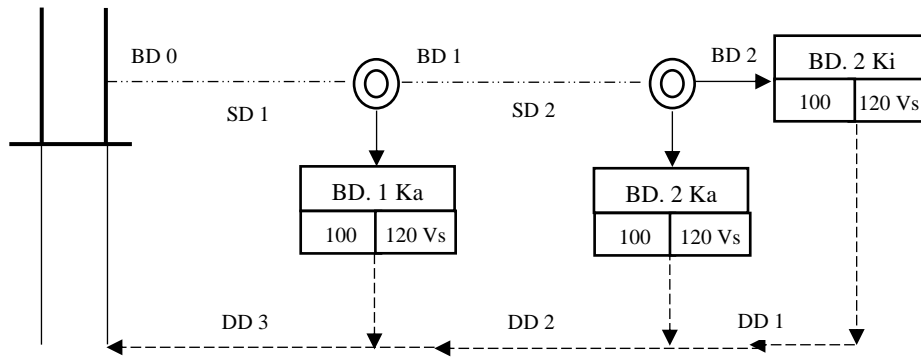 BD 0
BD 1
BD 2
BD. 2 Ki
100
120 Vs
SD 1
SD 2
BD. 1 Ka
100
120 Vs
BD. 2 Ka
100
120 Vs
DD 3
DD 2
DD 1